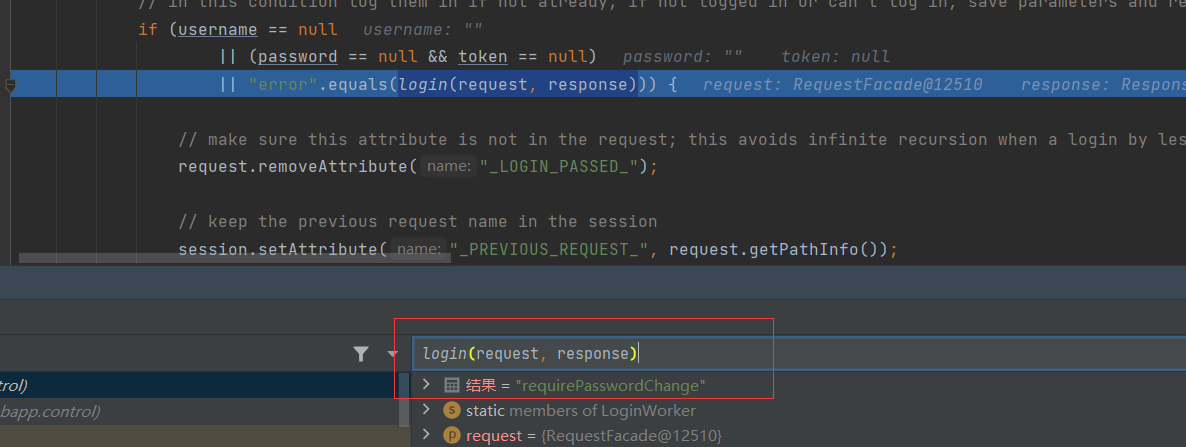 // in this condition log them in if not already; if not logged in or can't log in, save parameters and re
if (username == null   username: ""
|| (password == null && token == null)   password: ""   token: null
|| "error".equals(login(request, response))) {   request: RequestFacade@12510   response: Respons
// make sure this attribute is not in the request; this avoids infinite recursion when a login by les
request.removeAttribute( name: "_LOGIN_PASSED_");
// keep the previous request name in the session
session.setAttribute( name: "_PREVIOUS_REQUEST_", request.getPathInfo());
login(request, response)
trol)
结果 = "requirePasswordChange"
bapp.control)
static members of LoginWorker
request = {RequestFacade@12510}